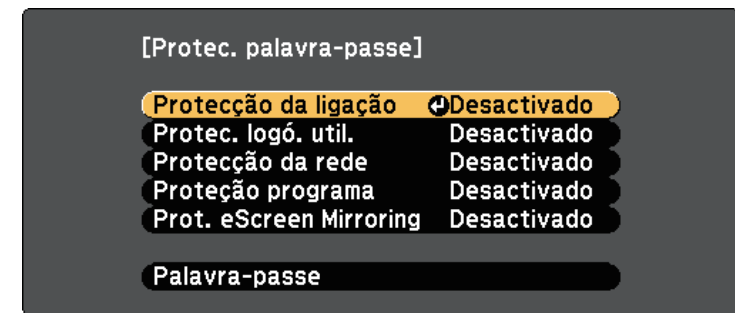 [Protec. palavra-passe]
Protecção da ligação Desactivado
Protec. logó. util. Desactivado
Protecção da rede Desactivado
Proteção programa Desactivado
Prot. eScreen Mirroring Desactivado
Palavra-passe